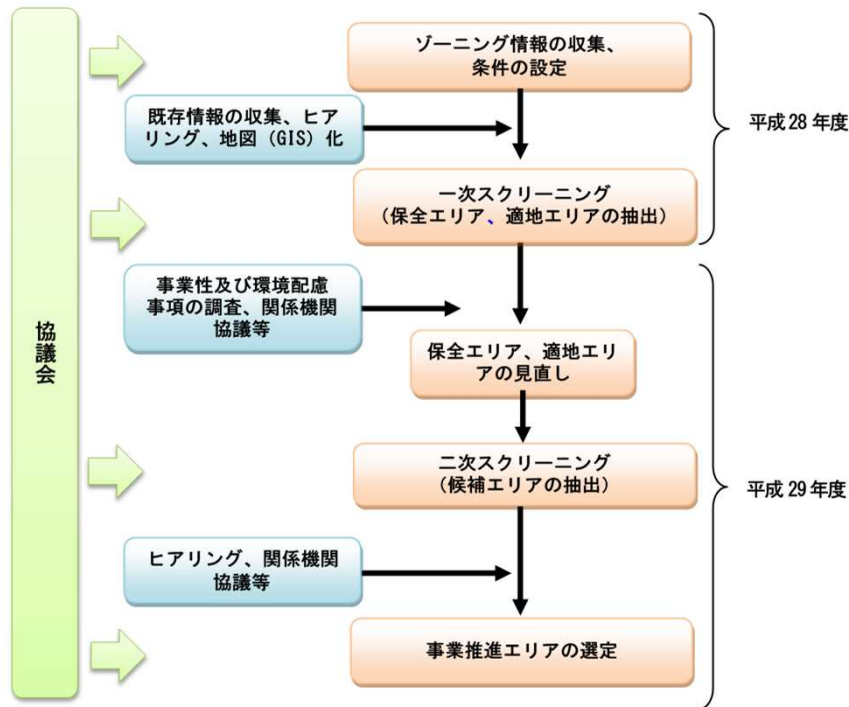 協議会
ゾーニング情報の収集、
条件の設定
既存情報の収集、ヒア
リング、地図（GIS）化
平成28年度
一次スクリーニング
（保全エリア、適地エリアの抽出）
事業性及び環境配慮
事項の調査、関係機関
協議等
保全エリア、適地エリ
アの見直し
二次スクリーニング
（候補エリアの抽出）
平成29年度
ヒアリング、関係機関
協議等
事業推進エリアの選定